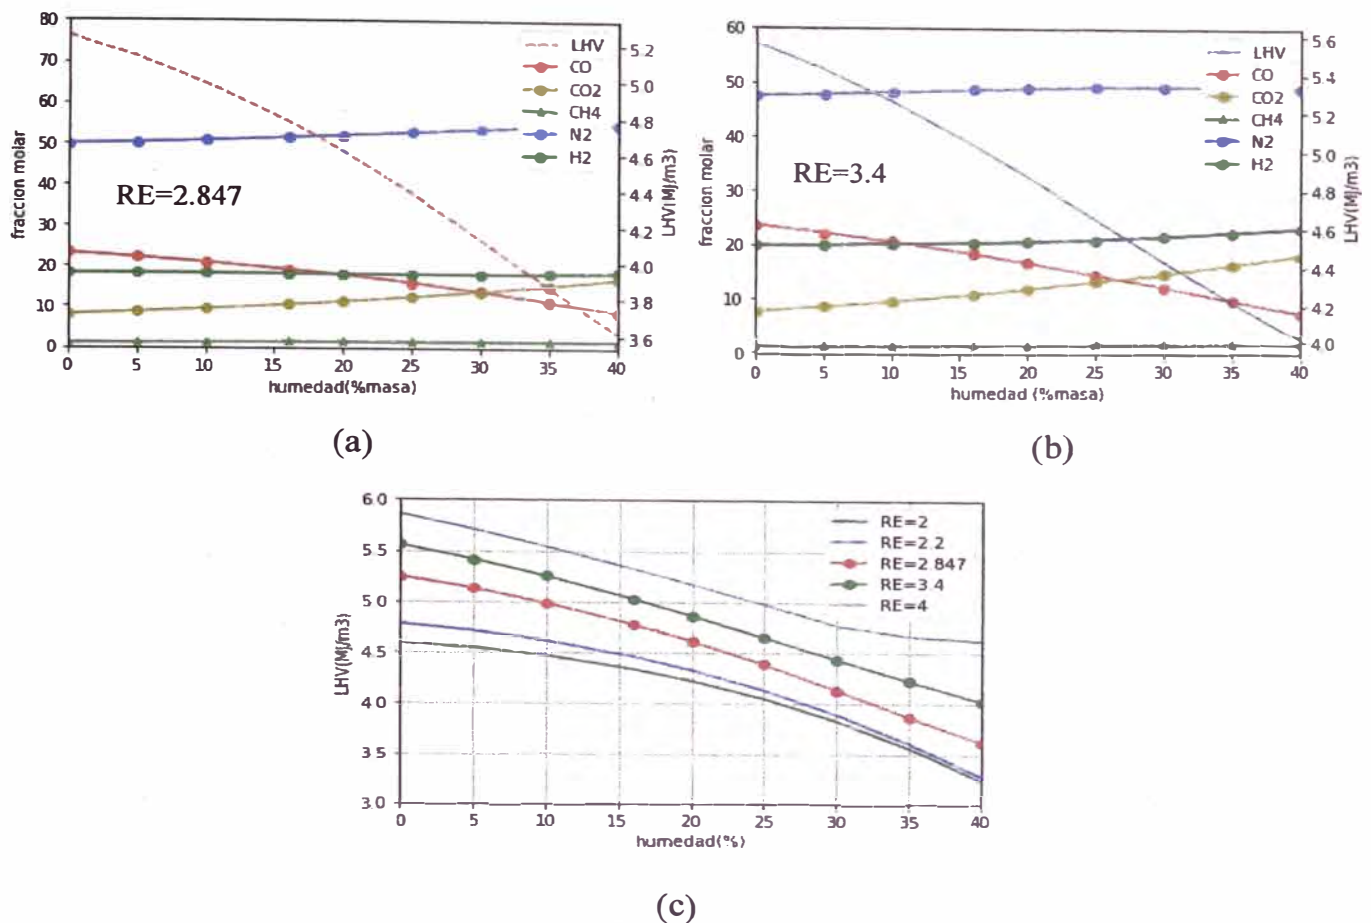 80
70
60
50
40
30
20
10
0
fraccion molar
LHV
CO
CO2
CH4
N2
H2
RE=2.847
5.2
5.0
4.8
4.6
4.4
4.2
4.0
3.8
3.6
LHV(MJ/m3)
0 5 10 15 20 25 30 35 40
humedad(%masa)
(a)
60
50
40
30
20
10
0
fraccion molar
LHV
CO
CO2
CH4
N2
H2
RE=3.4
5.6
5.4
5.2
5.0
4.8
4.6
4.4
4.2
4.0
LHV(MJ/m3)
0 5 10 15 20 25 30 35 40
humedad (%masa)
(b)
6.0
5.5
5.0
4.5
4.0
3.5
3.0
LHV(MJ/m3)
RE=2
RE=2.2
RE=2.847
RE=3.4
RE=4
0 5 10 15 20 25 30 35 40
humedad(%)
(c)